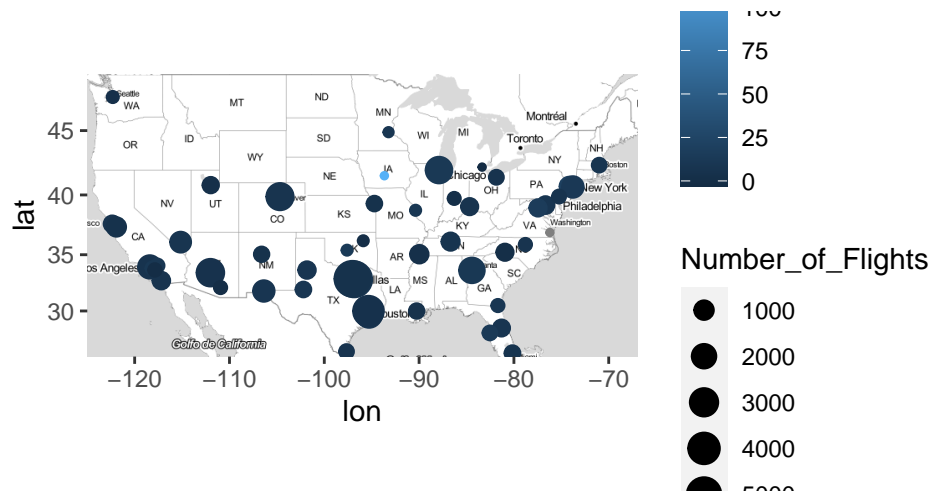 lat
45
40
35
30
−120
−110
−100
−90
−80
−70
lon
Seattle
WA
MT
ND
MN
OR
ID
SD
WI
MI
Montréal
Toronto
WY
NH
Boston
NY
IA
Chicago
NE
NV
UT
CO
IL
OH
PA
New York
Philadelphia
CA
KS
MO
KY
VA
Washington
Los Angeles
NM
AR
SC
TX
LA
MS
AL
GA
Golfo de California
75
50
25
0
Number_of_Flights
1000
2000
3000
4000